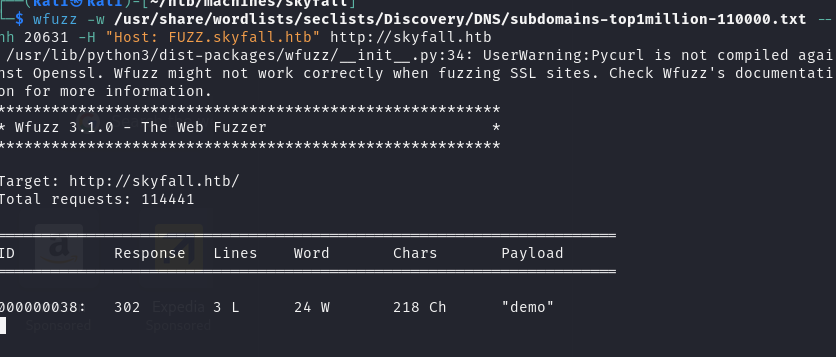 (kali㉿kali)-[~/htb/machines/skyfall]
└─$ wfuzz -w /usr/share/wordlists/seclists/Discovery/DNS/subdomains-top1million-110000.txt --
hh 20631 -H "Host: FUZZ.skyfall.htb" http://skyfall.htb
/usr/lib/python3/dist-packages/wfuzz/__init__.py:34: UserWarning:Pycurl is not compiled agai
nst Openssl. Wfuzz might not work correctly when fuzzing SSL sites. Check Wfuzz's documentati
on for more information.
********************************************************
* Wfuzz 3.1.0 - The Web Fuzzer                         *
********************************************************
Target: http://skyfall.htb/
Total requests: 114441
=====================================================================
ID           Response   Lines    Word       Chars       Payload
=====================================================================
000000038:   302        3 L      24 W       218 Ch      "demo"
Expedia
Sponsored Sponsored